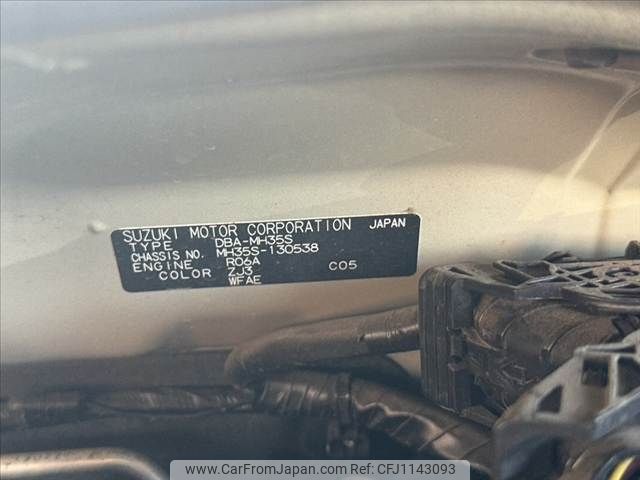 SUZUKI MOTOR CORPORATION JAPAN
TYPE DBA-MH35S
CHASSIS NO. MH35S-130538
ENGINE R06A
COLOR ZJ3 C05
WFAE
www.CarFromJapan.com - CFJ1143093